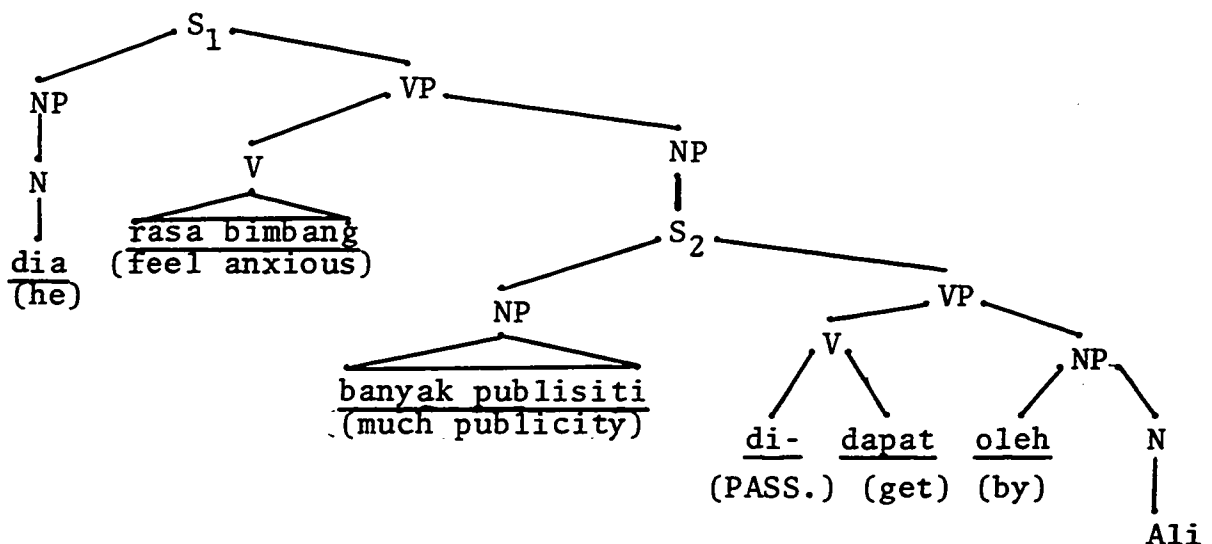 S1
NP VP
N V NP
dia rasa bimbang S2
(he) (feel anxious)
NP VP
banyak publisiti V NP
(much publicity)
di- dapat oleh N
(PASS.) (get) (by)
Ali